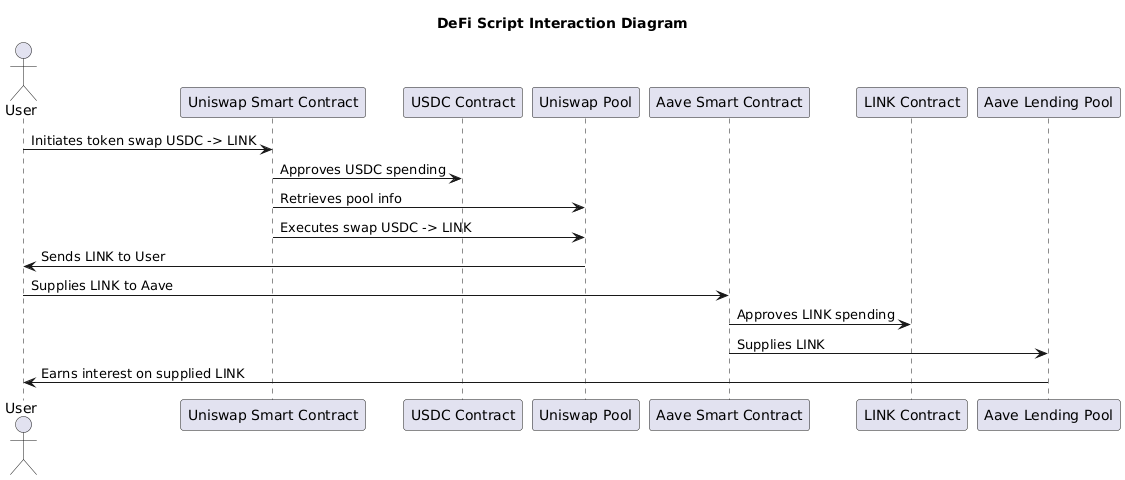 DeFi Script Interaction Diagram
User
Uniswap Smart Contract
USDC Contract
Uniswap Pool
Aave Smart Contract
LINK Contract
Aave Lending Pool
Initiates token swap USDC -> LINK
Approves USDC spending
Retrieves pool info
Executes swap USDC -> LINK
Sends LINK to User
Supplies LINK to Aave
Approves LINK spending
Supplies LINK
Earns interest on supplied LINK
User
Uniswap Smart Contract
USDC Contract
Uniswap Pool
Aave Smart Contract
LINK Contract
Aave Lending Pool